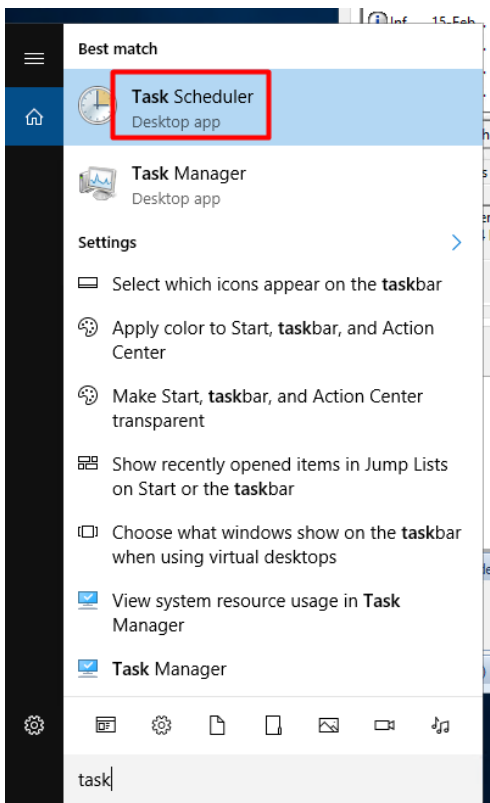 Inf 15-Feb
Best match
Task Scheduler
Desktop app
Task Manager
Desktop app
Settings
Select which icons appear on the taskbar
Apply color to Start, taskbar, and Action
Center
Make Start, taskbar, and Action Center
transparent
Show recently opened items in Jump Lists
on Start or the taskbar
Choose what windows show on the taskbar
when using virtual desktops
View system resource usage in Task
Manager
Task Manager
task